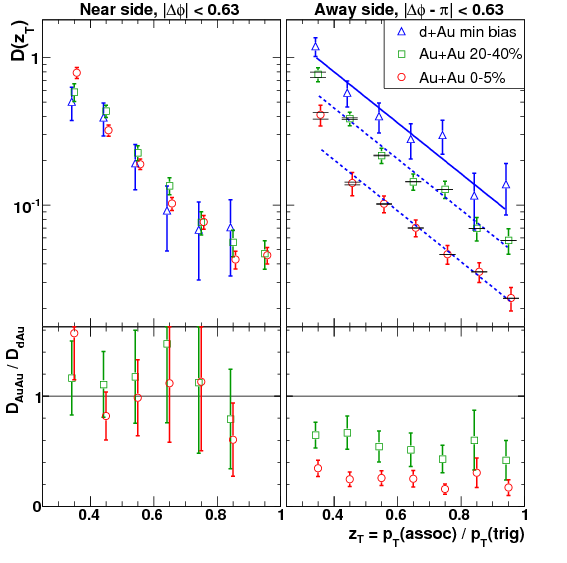 Near side, |Δϕ| < 0.63
Away side, |Δϕ - π| < 0.63
D(z_T)
1
10^-1
d+Au min bias
Au+Au 20-40%
Au+Au 0-5%
D_AuAu / D_dAu
1
0
0.4 0.6 0.8 1
0.4 0.6 0.8 1
z_T = p_T(assoc) / p_T(trig)